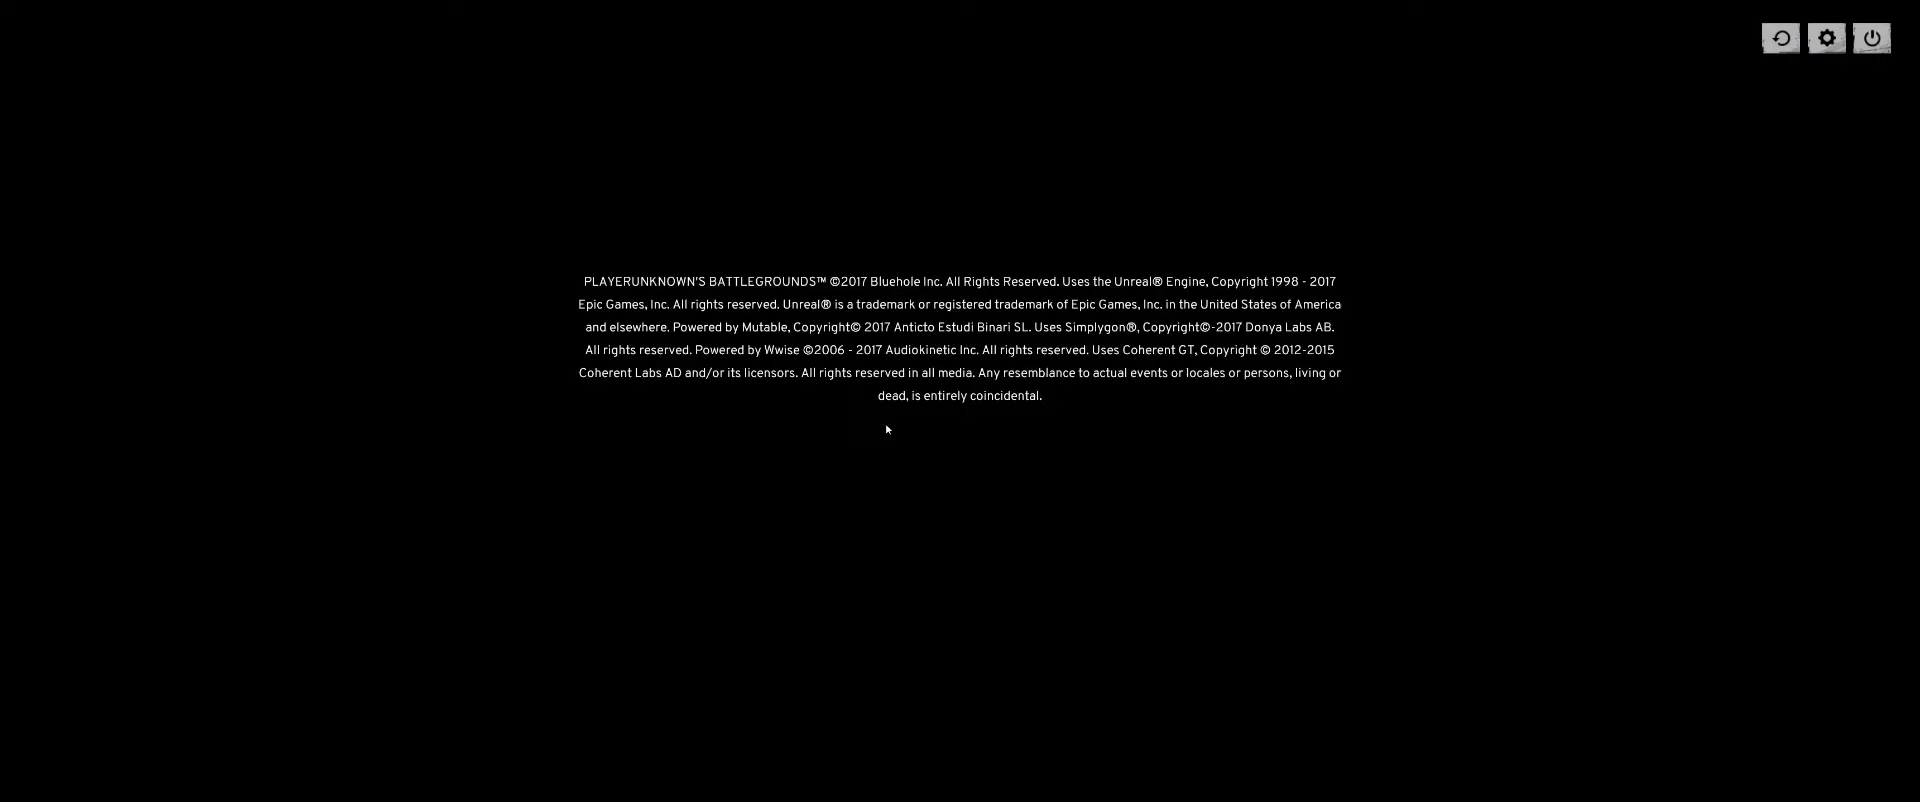 PLAYERUNKNOWN'S BATTLEGROUNDS™ ©2017 Bluehole Inc. All Rights Reserved. Uses the Unreal® Engine, Copyright 1998 - 2017
Epic Games, Inc. All rights reserved. Unreal® is a trademark or registered trademark of Epic Games, Inc. in the United States of America
and elsewhere. Powered by Mutable, Copyright© 2017 Anticto Estudi Binari SL. Uses Simplygon®, Copyright©-2017 Donya Labs AB.
All rights reserved. Powered by Wwise ©2006 - 2017 Audiokinetic Inc. All rights reserved. Uses Coherent GT, Copyright © 2012-2015
Coherent Labs AD and/or its licensors. All rights reserved in all media. Any resemblance to actual events or locales or persons, living or
dead, is entirely coincidental.